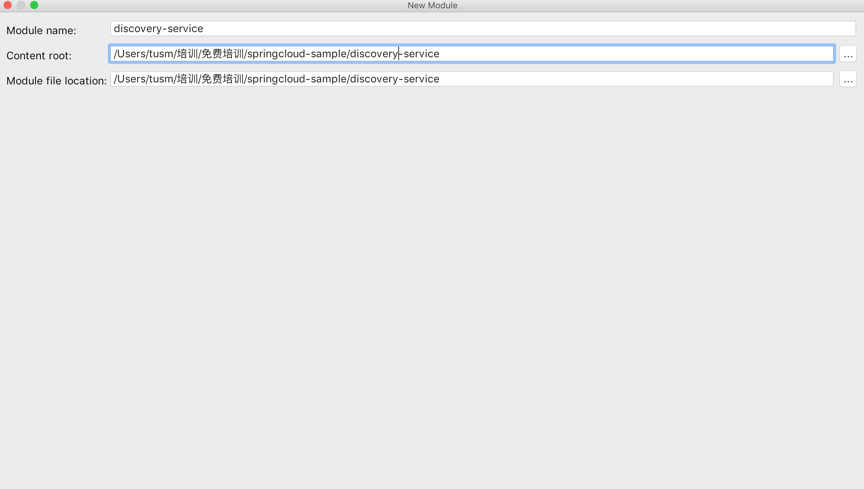 New Module
Module name: discovery-service
Content root: /Users/tusm/培训/免费培训/springcloud-sample/discovery-service ...
Module file location: /Users/tusm/培训/免费培训/springcloud-sample/discovery-service ...